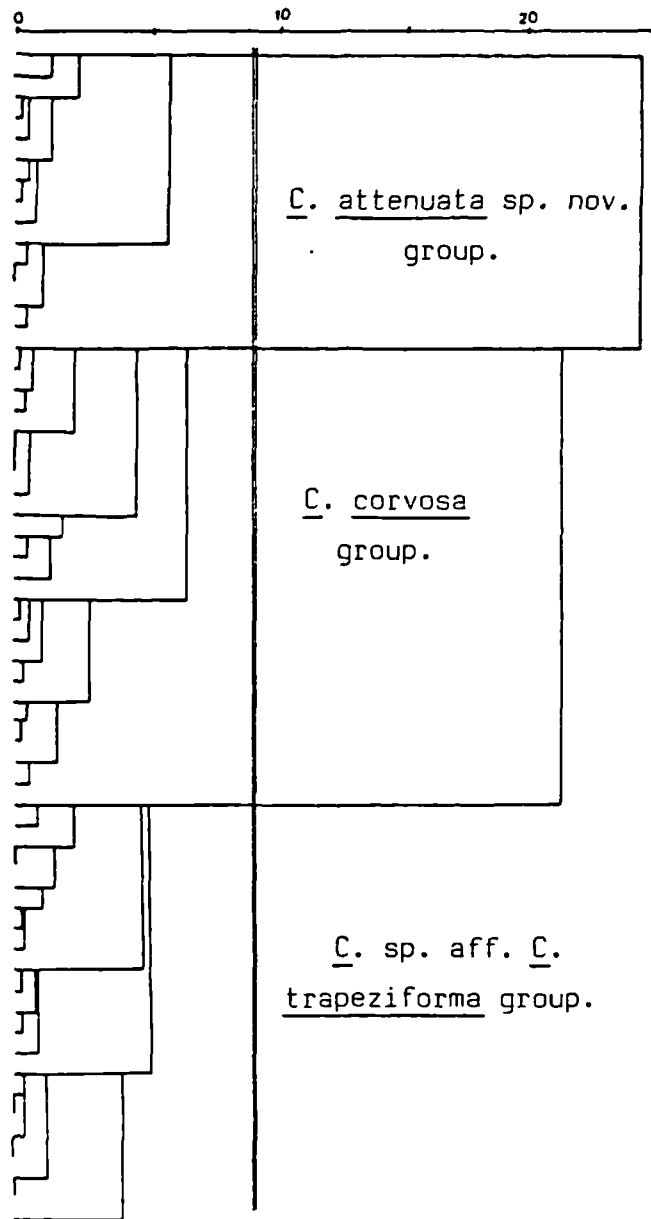 0 10 20
C. attenuata sp. nov.
group.
C. corvosa
group.
C. sp. aff. C.
trapeziforma group.